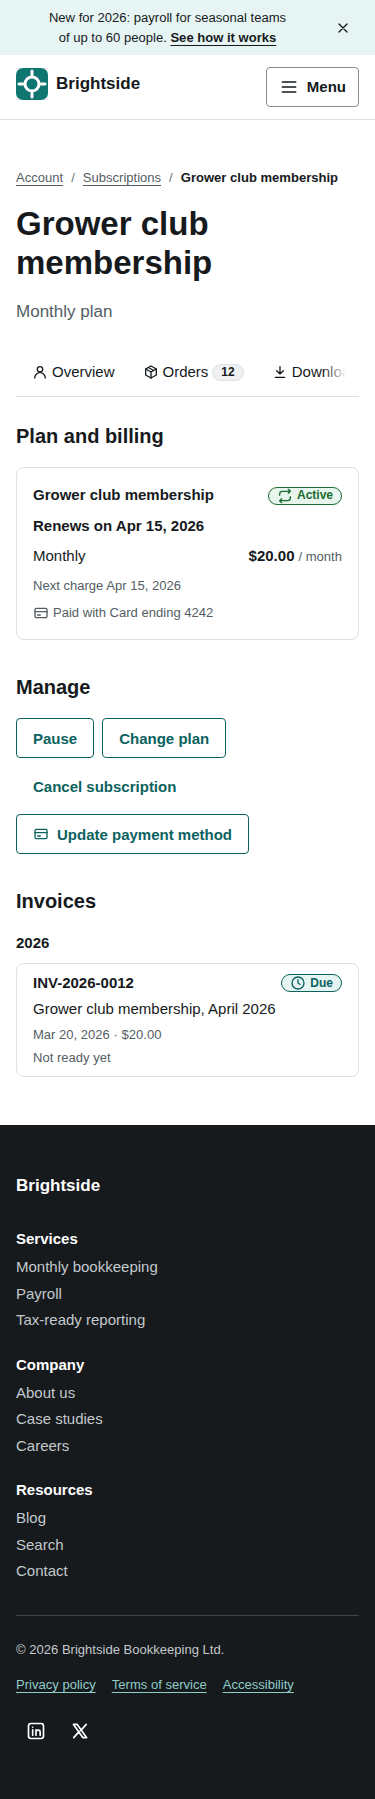 New for 2026: payroll for seasonal teams
of up to 60 people. See how it works
Brightside
Menu
Account / Subscriptions / Grower club membership
Grower club
membership
Monthly plan
Overview
Orders 12
Downloa
Plan and billing
Grower club membership
Active
Renews on Apr 15, 2026
Monthly
$20.00 / month
Next charge Apr 15, 2026
Paid with Card ending 4242
Manage
Pause
Change plan
Cancel subscription
Update payment method
Invoices
2026
INV-2026-0012
Due
Grower club membership, April 2026
Mar 20, 2026 · $20.00
Not ready yet
Brightside
Services
Monthly bookkeeping
Payroll
Tax-ready reporting
Company
About us
Case studies
Careers
Resources
Blog
Search
Contact
© 2026 Brightside Bookkeeping Ltd.
Privacy policy
Terms of service
Accessibility